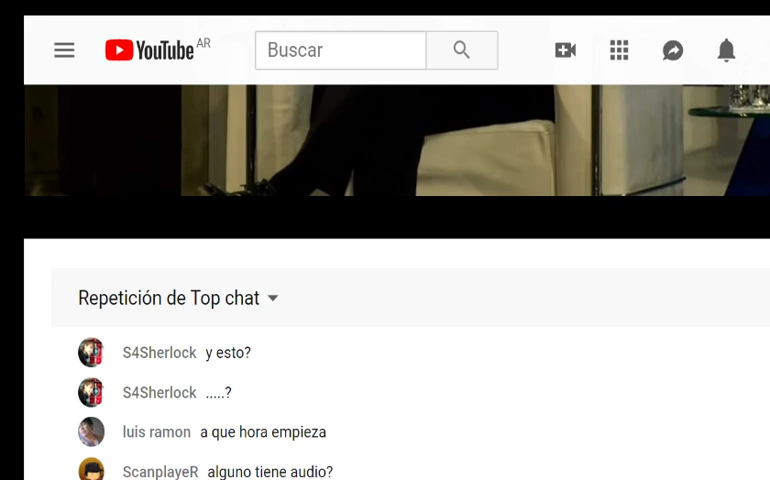 YouTube AR Buscar
Repetición de Top chat
S4Sherlock y esto?
S4Sherlock .....?
luis ramon a que hora empieza
ScanplayeR alguno tiene audio?